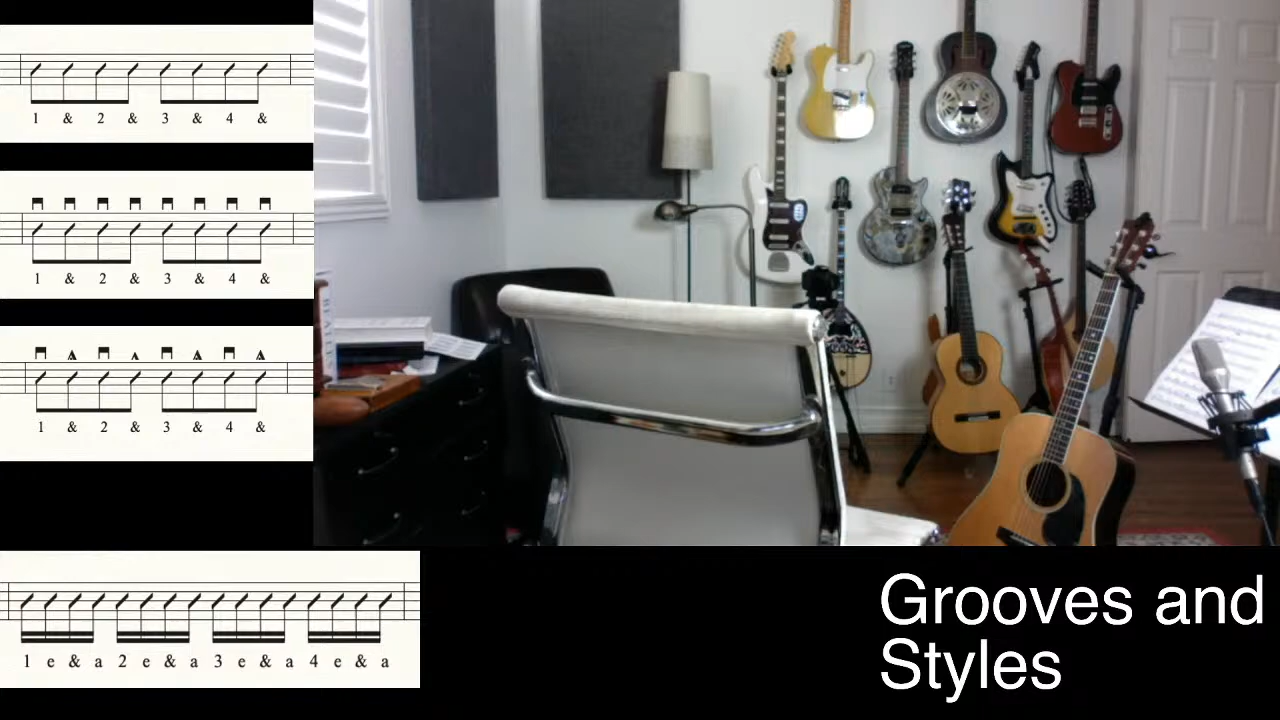 1 & 2 & 3 & 4 &
1 & 2 & 3 & 4 &
1 & 2 & 3 & 4 &
1 e & a 2 e & a 3 e & a 4 e & a
Grooves and
Styles